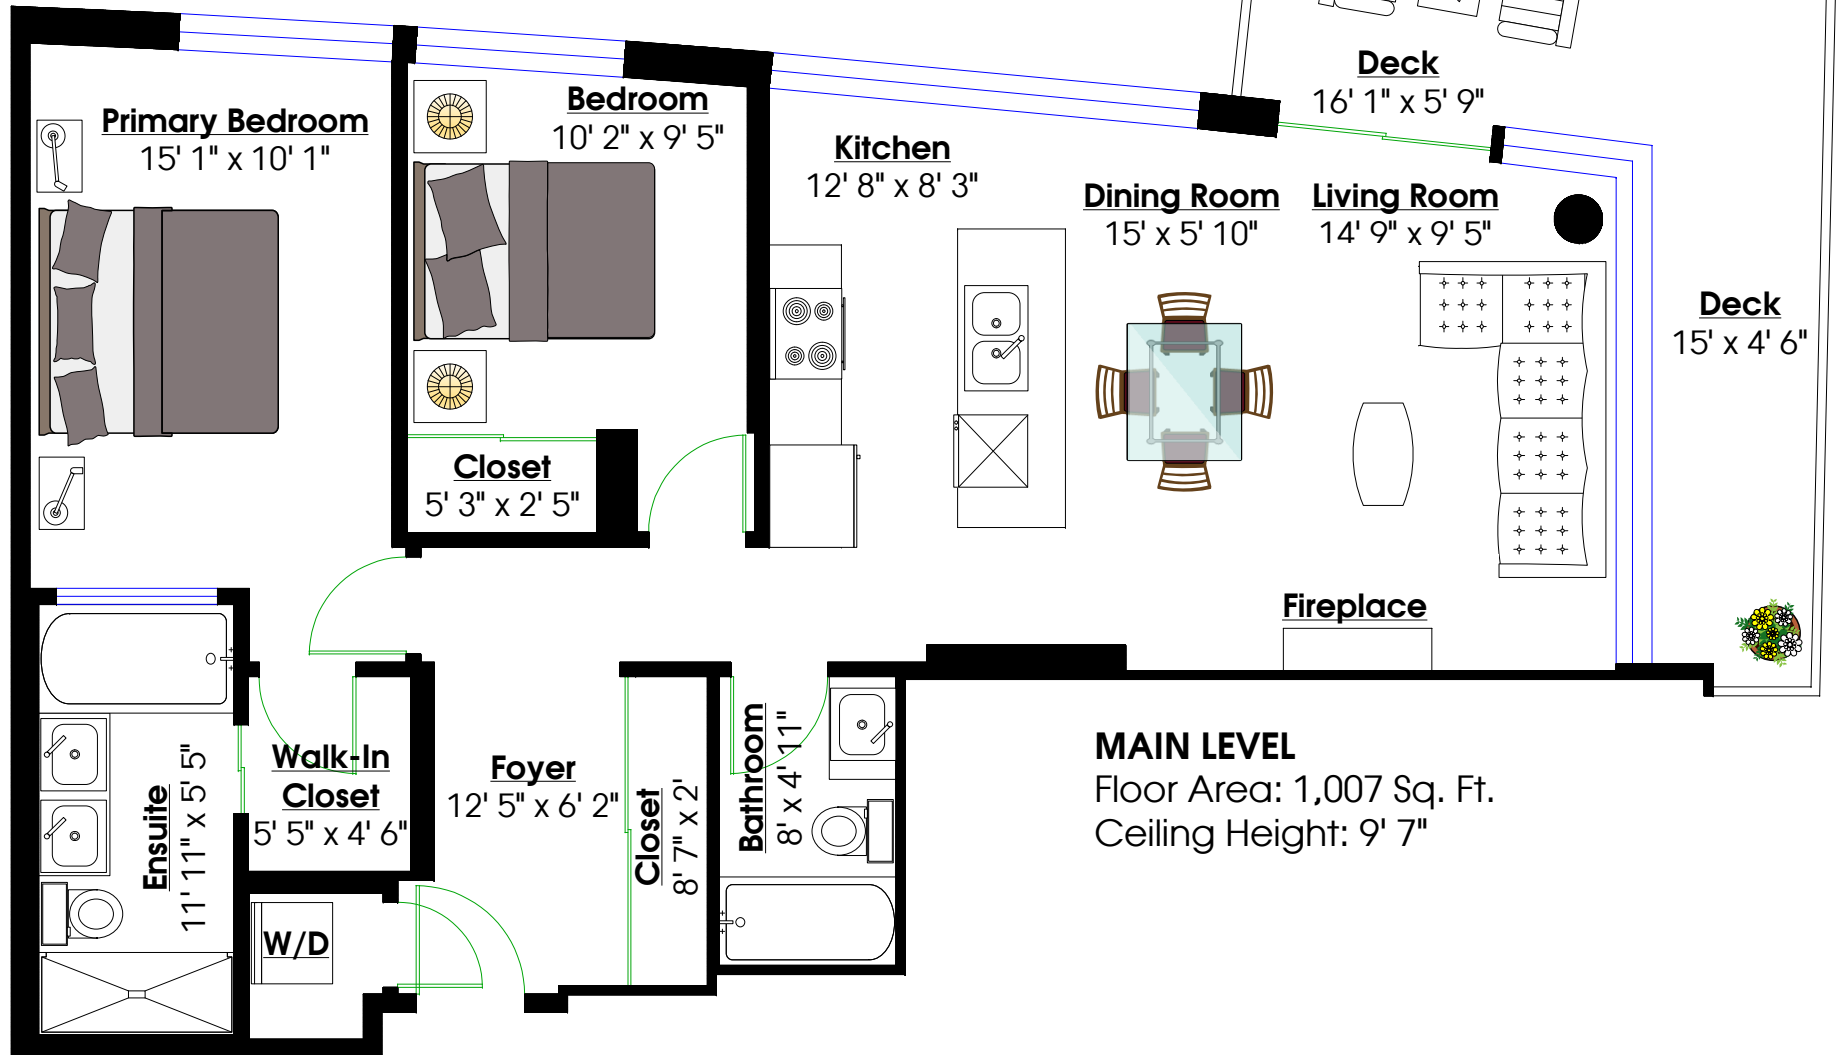 Deck
16' 1" x 5' 9"
Primary Bedroom
15' 1" x 10' 1"
Bedroom
10' 2" x 9' 5"
Kitchen
12' 8" x 8' 3"
Dining Room
15' x 5' 10"
Living Room
14' 9" x 9' 5"
Deck
15' x 4' 6"
Closet
5' 3" x 2' 5"
Fireplace
Ensuite
11' 11" x 5' 5"
Walk-In
Closet
5' 5" x 4' 6"
Foyer
12' 5" x 6' 2"
Closet
8' 7" x 2'
Bathroom
8' x 4' 11"
W/D
MAIN LEVEL
Floor Area: 1,007 Sq. Ft.
Ceiling Height: 9' 7"